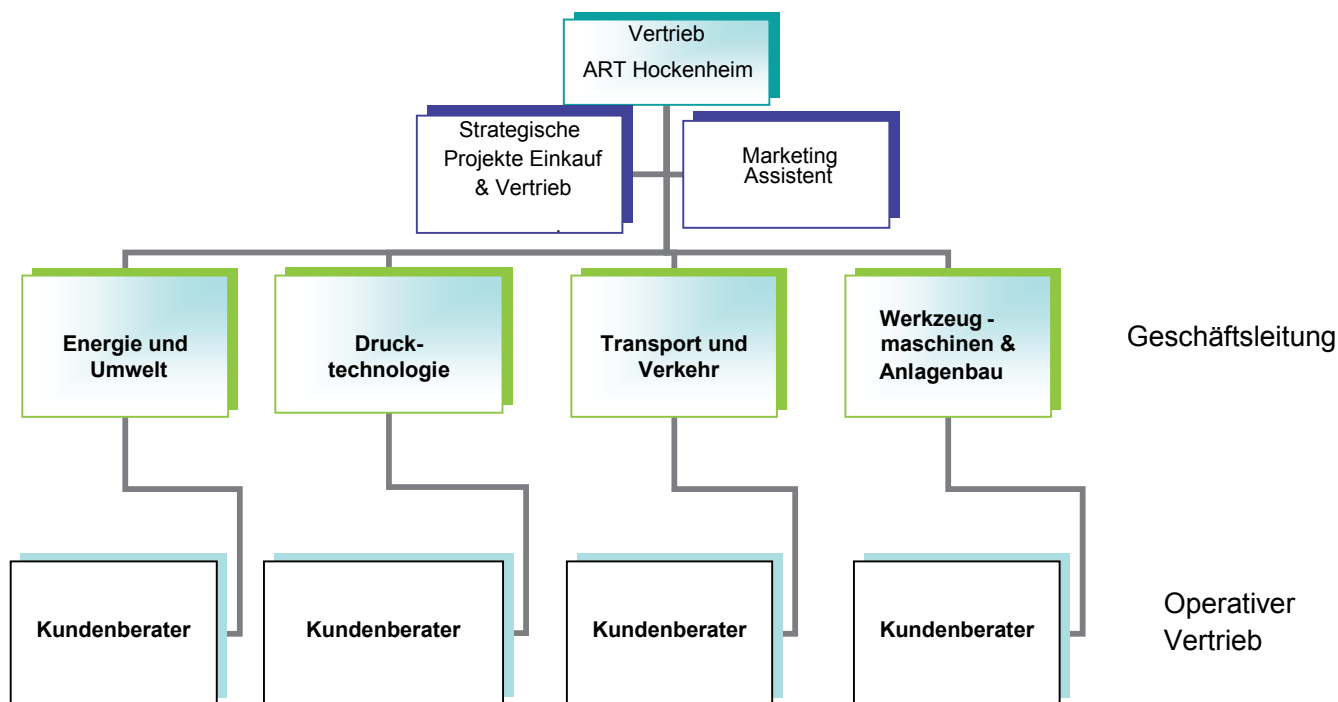 Vertrieb
ART Hockenheim
Strategische
Projekte Einkauf
& Vertrieb
.
Marketing
Assistent
Energie und
Umwelt
Druck-
technologie
Transport und
Verkehr
Werkzeug -
maschinen &
Anlagenbau
Geschäftsleitung
Kundenberater
Kundenberater
Kundenberater
Kundenberater
Operativer
Vertrieb